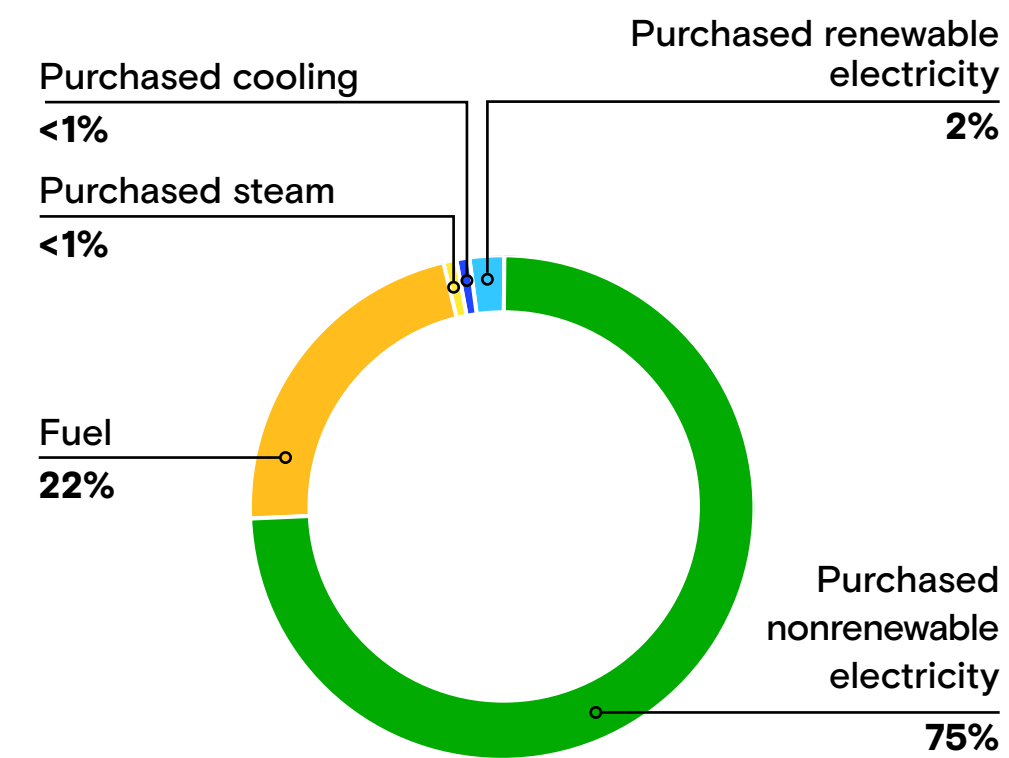 Purchased renewable
electricity
2%
Purchased cooling
<1%
Purchased steam
<1%
Fuel
22%
Purchased
nonrenewable
electricity
75%